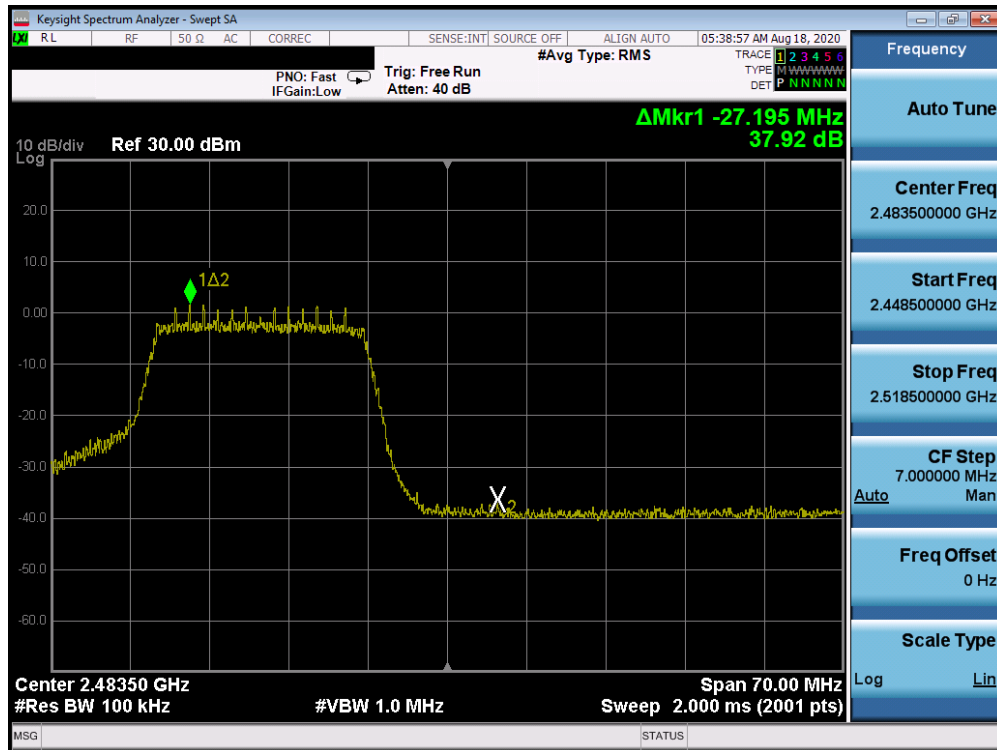 Keysight Spectrum Analyzer - Swept SA
LXI RL RF 50 Ω AC CORREC SENSE:INT SOURCE OFF ALIGN AUTO 05:38:57 AM Aug 18, 2020
PNO: Fast
IFGain:Low
Trig: Free Run
Atten: 40 dB
#Avg Type: RMS
TRACE 1 2 3 4 5 6
TYPE M WWWWW
DET P N N N N N
ΔMkr1 -27.195 MHz
37.92 dB
10 dB/div Ref 30.00 dBm
Log
20.0
10.0
1Δ2
0.00
-10.0
-20.0
-30.0
X2
-40.0
-50.0
-60.0
Center 2.48350 GHz Span 70.00 MHz
#Res BW 100 kHz #VBW 1.0 MHz Sweep 2.000 ms (2001 pts)
MSG STATUS
Frequency
Auto Tune
Center Freq
2.483500000 GHz
Start Freq
2.448500000 GHz
Stop Freq
2.518500000 GHz
CF Step
7.000000 MHz
Auto Man
Freq Offset
0 Hz
Scale Type
Log Lin